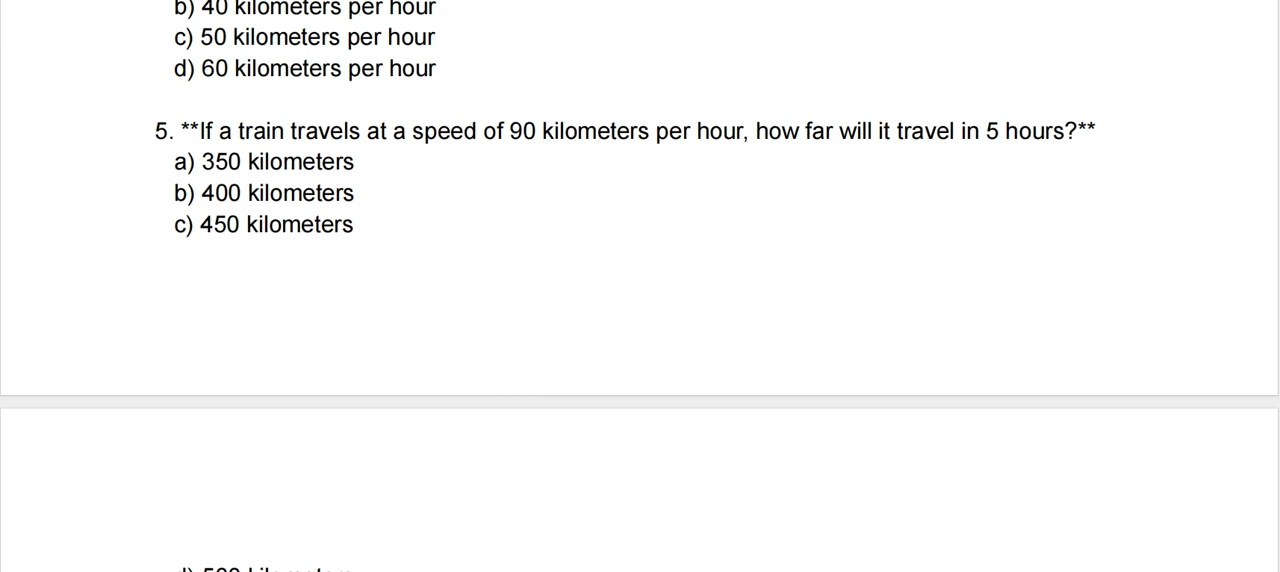 b) 40 kilometers per hour
c) 50 kilometers per hour
d) 60 kilometers per hour
5. **If a train travels at a speed of 90 kilometers per hour, how far will it travel in 5 hours?**
a) 350 kilometers
b) 400 kilometers
c) 450 kilometers